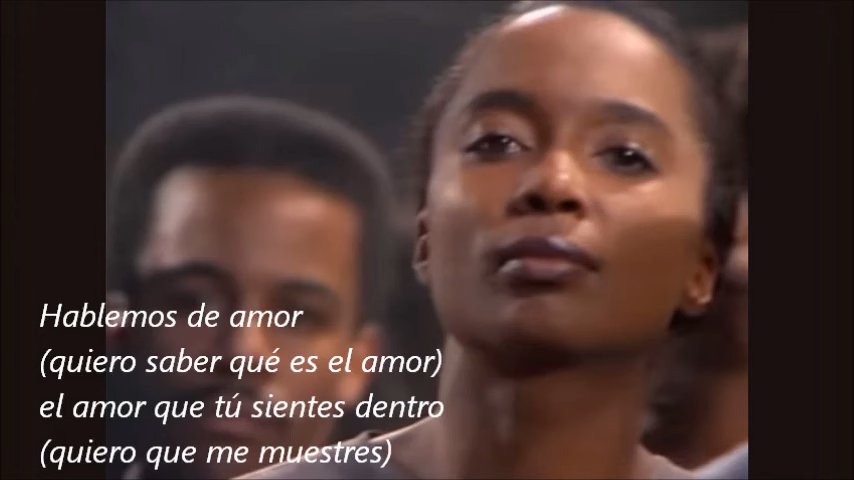 Hablemos de amor
(quiero saber qué es el amor)
el amor que tú sientes dentro
(quiero que me muestres)